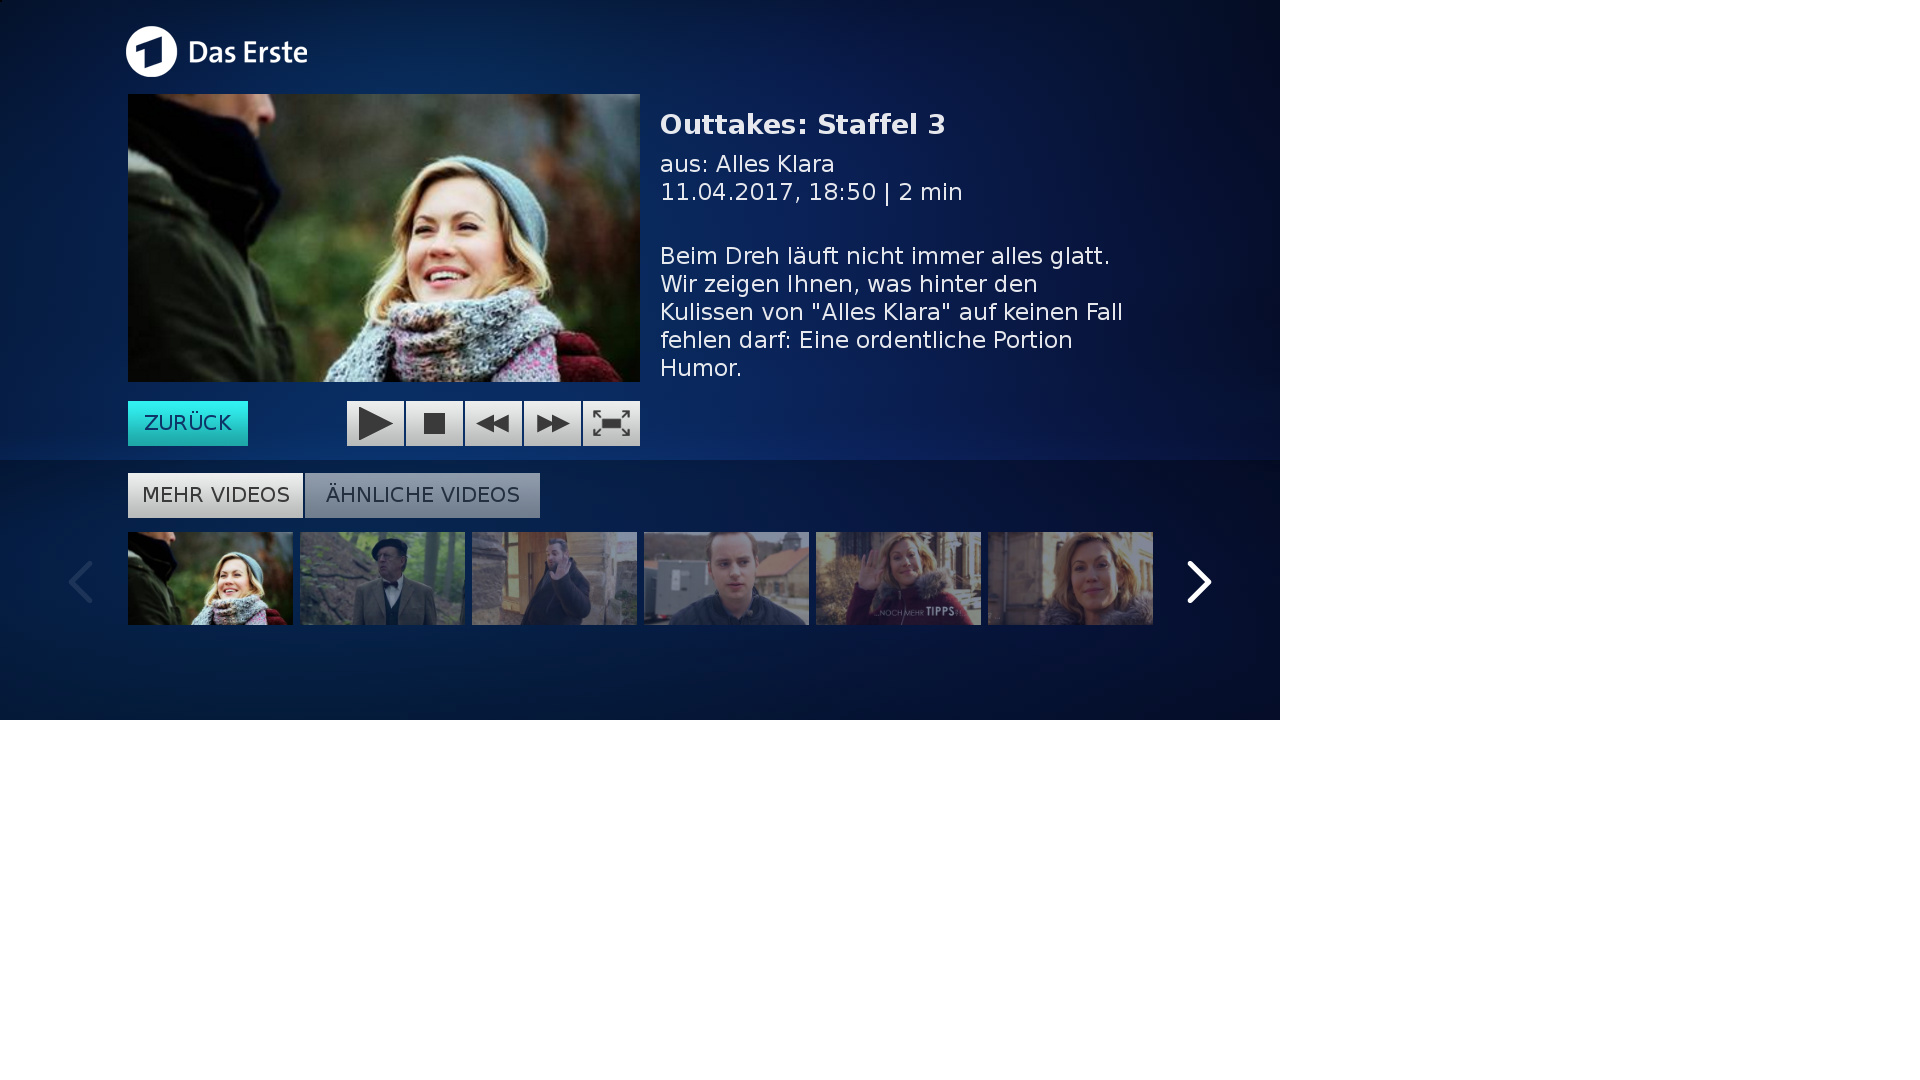 Das Erste
Outtakes: Staffel 3
aus: Alles Klara
11.04.2017, 18:50 | 2 min
Beim Dreh läuft nicht immer alles glatt.
Wir zeigen Ihnen, was hinter den
Kulissen von "Alles Klara" auf keinen Fall
fehlen darf: Eine ordentliche Portion
Humor.
ZURÜCK
MEHR VIDEOS
ÄHNLICHE VIDEOS
...NOCH MEHR TIPPS